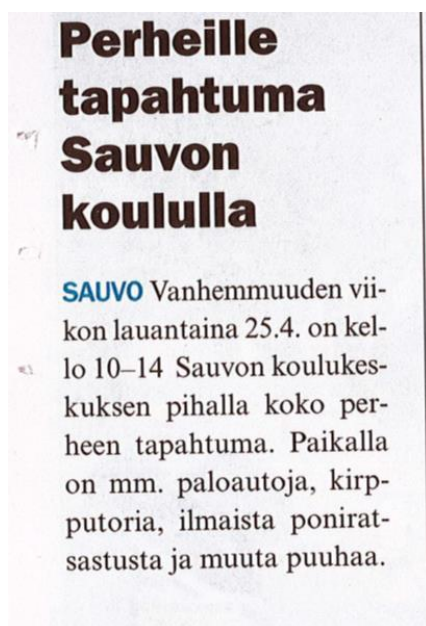 Perheille
tapahtuma
Sauvon
koululla
SAUVO Vanhemmuuden vii-
kon lauantaina 25.4. on kel-
lo 10–14 Sauvon koulukes-
kuksen pihalla koko per-
heen tapahtuma. Paikalla
on mm. paloautoja, kirp-
putoria, ilmaista ponirat-
sastusta ja muuta puuhaa.